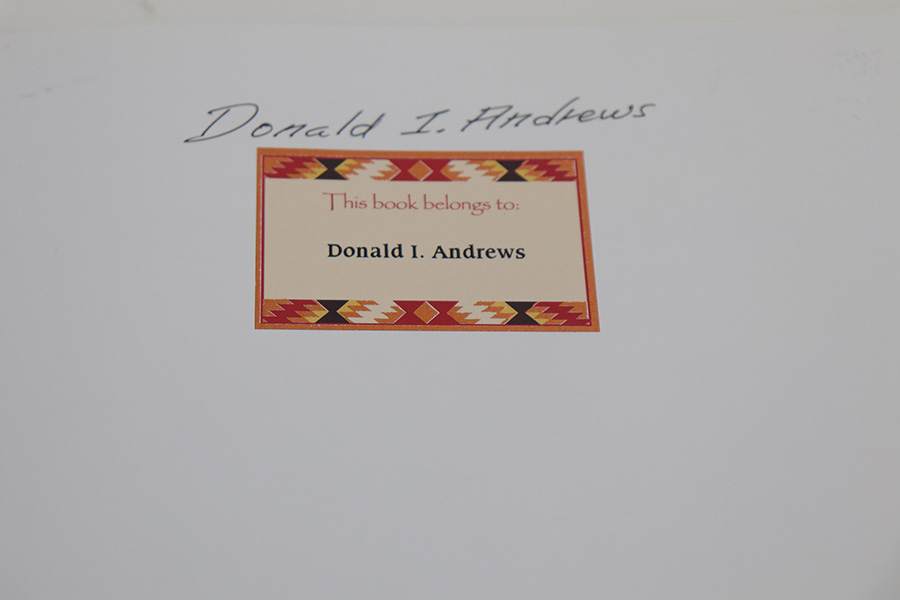 Donald I. Andrews
This book belongs to:
Donald I. Andrews